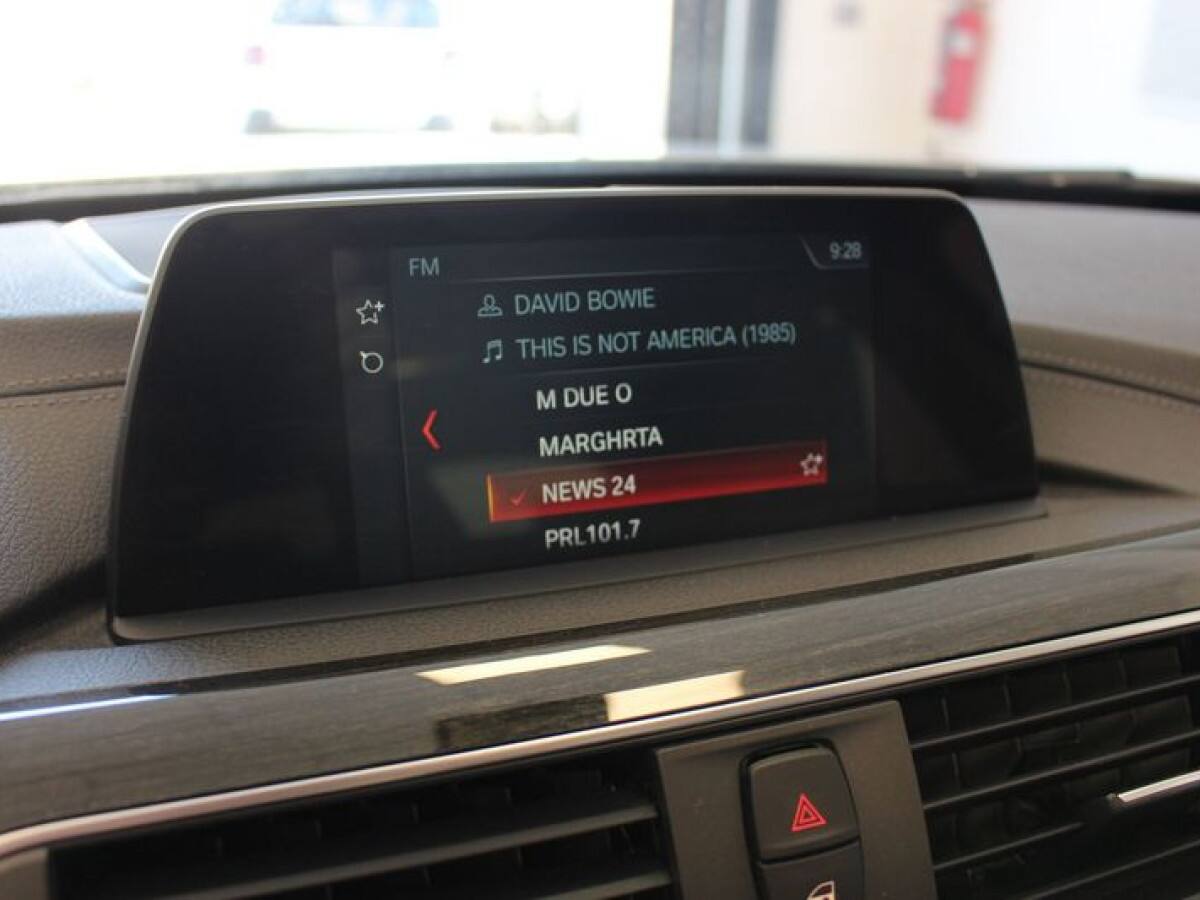 FM
9:28
DAVID BOWIE
THIS IS NOT AMERICA (1985)
M DUE O
MARGHRTA
NEWS 24
PRL101.7